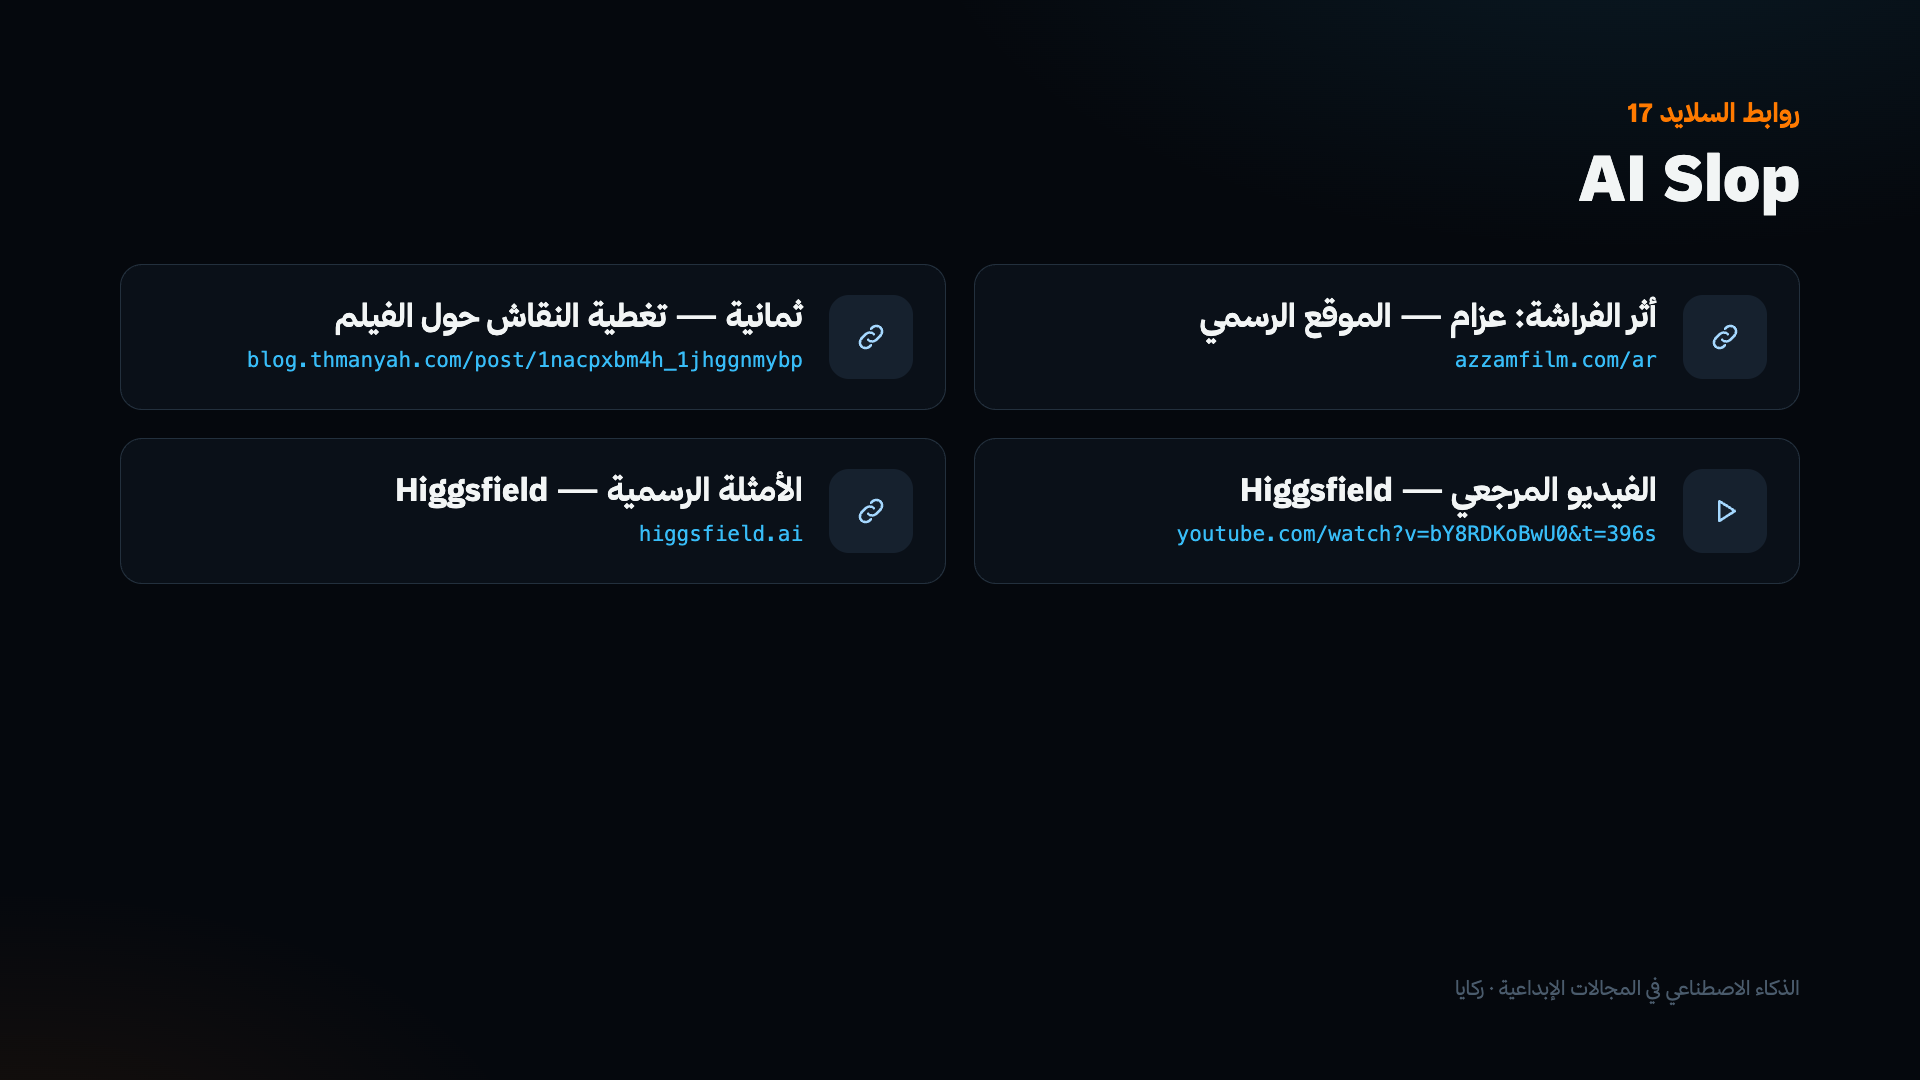 روابط السلايد 17
AI Slop
أثر الفراشة: عزام — الموقع الرسمي
azzamfilm.com/ar
ثمانية — تغطية النقاش حول الفيلم
blog.thmanyah.com/post/1nacpxbm4h_1jhggnmybp
الفيديو المرجعي — Higgsfield
youtube.com/watch?v=bY8RDKoBwU0&t=396s
الأمثلة الرسمية — Higgsfield
higgsfield.ai
الذكاء الاصطناعي في المجالات الإبداعية · ركايا